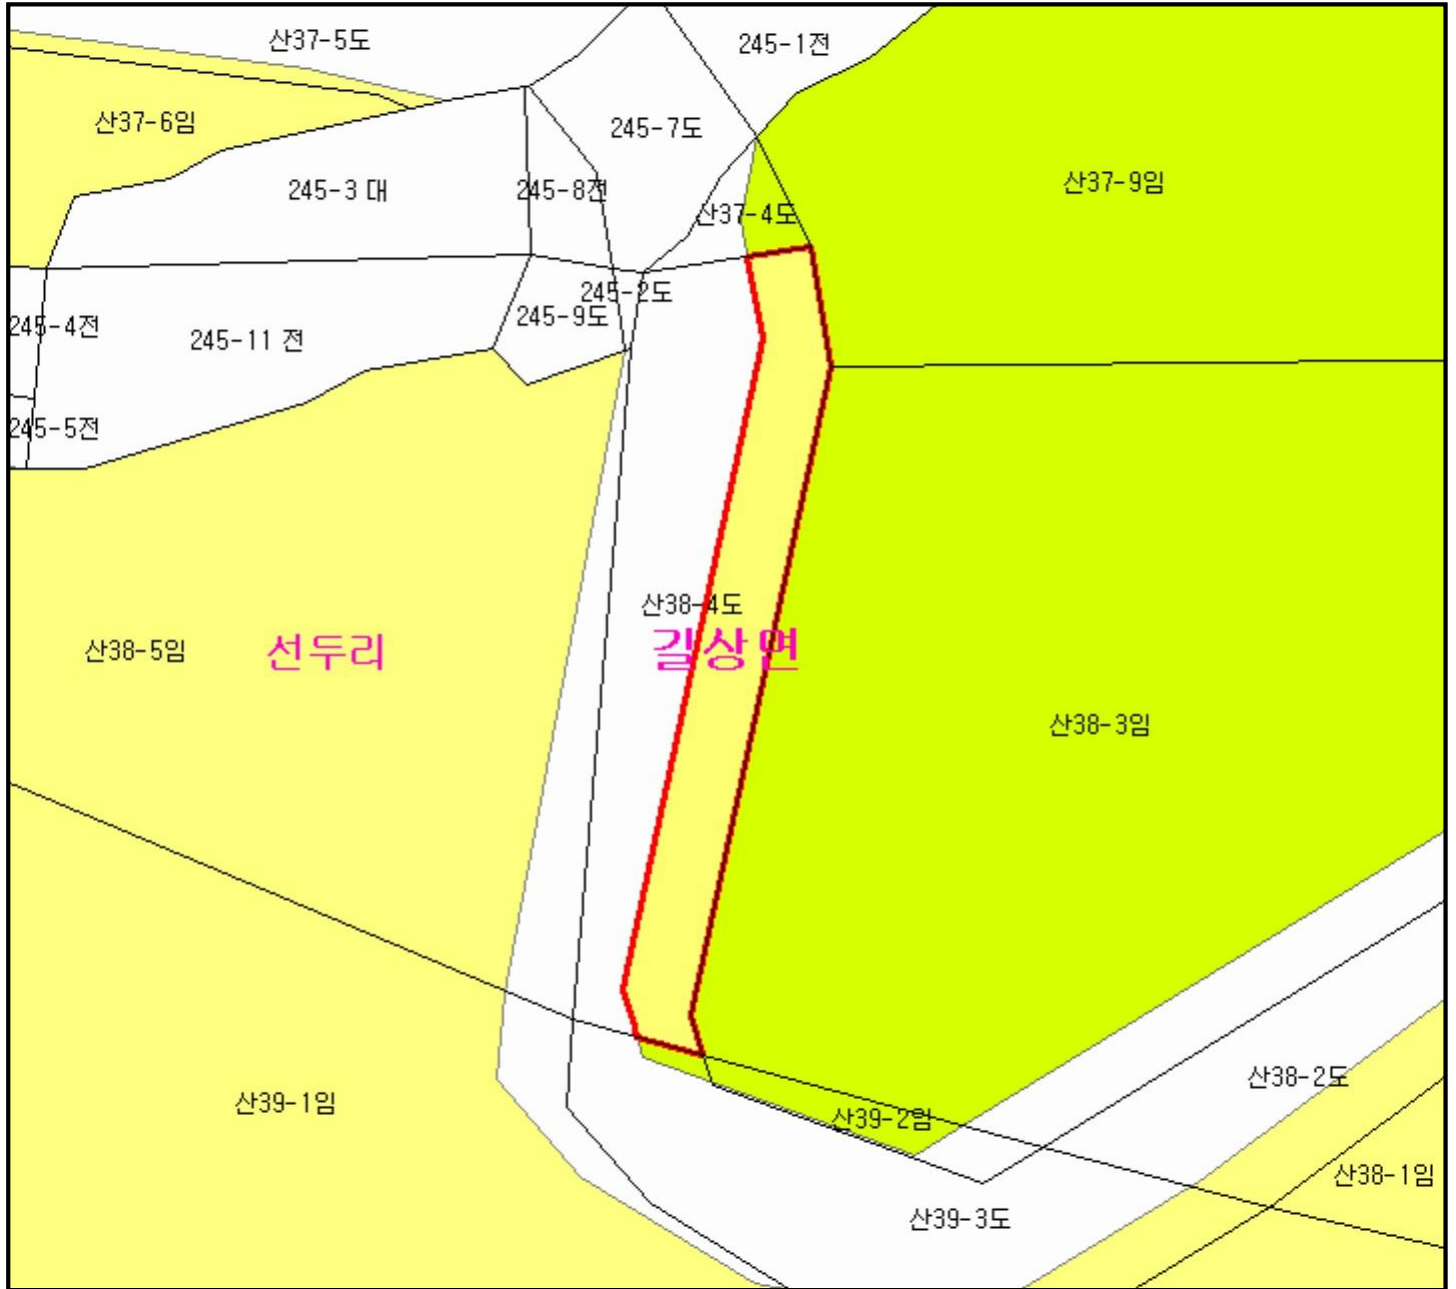 산37-5도
245-1전
산37-6임
245-7도
산37-9임
245-3 대
245-8전
산37-4도
245-2도
245-9도
245-4전
245-11 전
245-5전
산38-4도
산38-5임
선두리
길상면
산38-3임
산38-2도
산39-1임
산39-2임
산38-1임
산39-3도